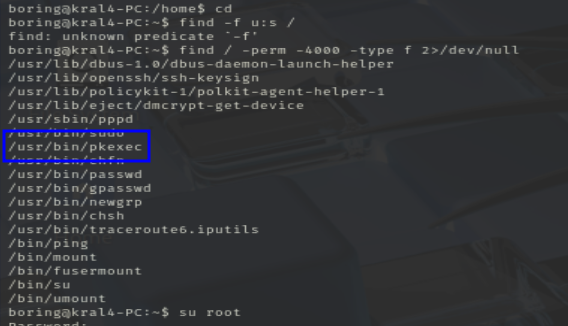 boring@kral4-PC:/home$ cd
boring@kral4-PC:~$ find -f u:s /
find: unknown predicate `-f'
boring@kral4-PC:~$ find / -perm -4000 -type f 2>/dev/null
/usr/lib/dbus-1.0/dbus-daemon-launch-helper
/usr/lib/openssh/ssh-keysign
/usr/lib/policykit-1/polkit-agent-helper-1
/usr/lib/eject/dmcrypt-get-device
/usr/sbin/pppd
/usr/bin/sudo
/usr/bin/pkexec
/usr/bin/chfn
/usr/bin/passwd
/usr/bin/gpasswd
/usr/bin/newgrp
/usr/bin/chsh
/usr/bin/traceroute6.iputils
/bin/ping
/bin/mount
/bin/fusermount
/bin/su
/bin/umount
boring@kral4-PC:~$ su root
Password: